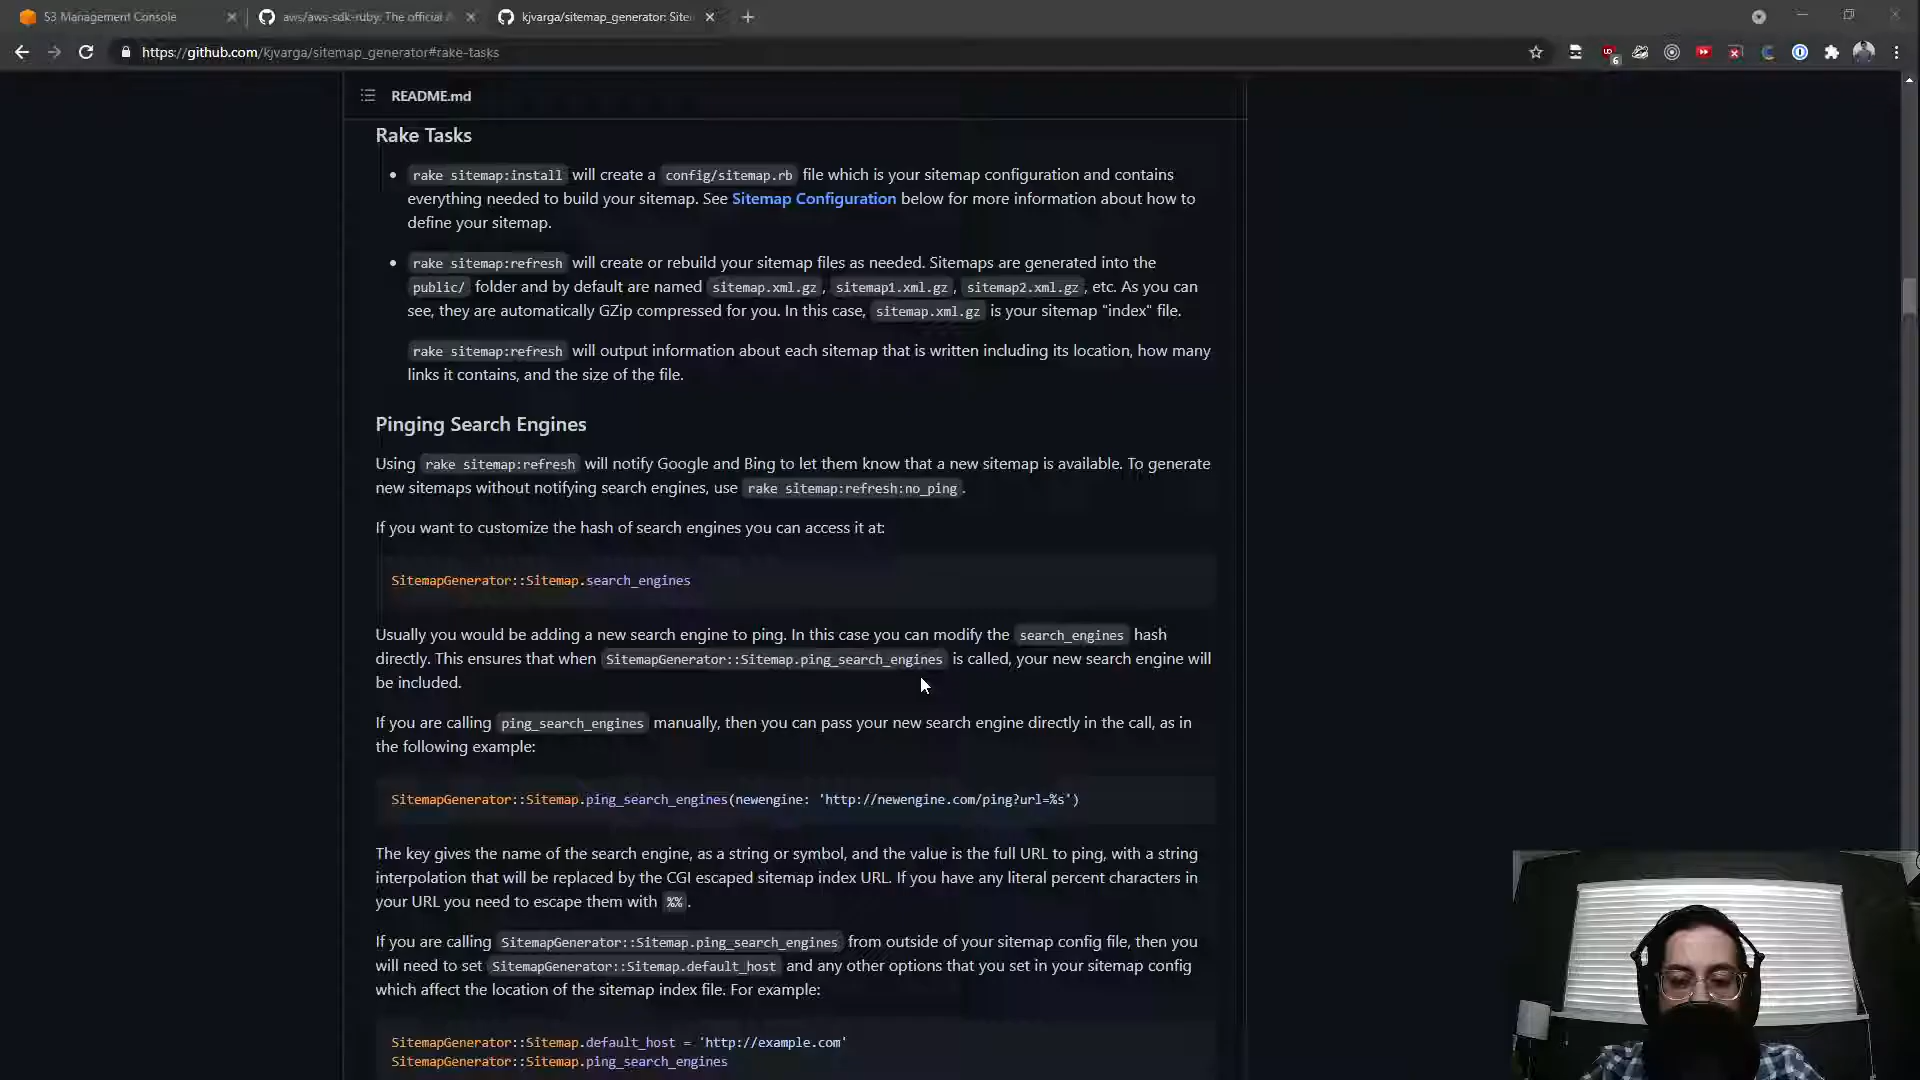 S3 Management Console
aws/aws-sdk-ruby: The official
kjvarga/sitemap_generator: Site
https://github.com/kjvarga/sitemap_generator#rake-tasks
6
README.md
Rake Tasks
rake sitemap:install will create a config/sitemap.rb file which is your sitemap configuration and contains
everything needed to build your sitemap. See Sitemap Configuration below for more information about how to
define your sitemap.
rake sitemap:refresh will create or rebuild your sitemap files as needed. Sitemaps are generated into the
public/ folder and by default are named sitemap.xml.gz, sitemap1.xml.gz, sitemap2.xml.gz, etc. As you can
see, they are automatically GZip compressed for you. In this case, sitemap.xml.gz is your sitemap "index" file.
rake sitemap:refresh will output information about each sitemap that is written including its location, how many
links it contains, and the size of the file.
Pinging Search Engines
Using rake sitemap:refresh will notify Google and Bing to let them know that a new sitemap is available. To generate
new sitemaps without notifying search engines, use rake sitemap:refresh:no_ping.
If you want to customize the hash of search engines you can access it at:
SitemapGenerator::Sitemap.search_engines
Usually you would be adding a new search engine to ping. In this case you can modify the search_engines hash
directly. This ensures that when SitemapGenerator::Sitemap.ping_search_engines is called, your new search engine will
be included.
If you are calling ping_search_engines manually, then you can pass your new search engine directly in the call, as in
the following example:
SitemapGenerator::Sitemap.ping_search_engines(newengine: 'http://newengine.com/ping?url=%s')
The key gives the name of the search engine, as a string or symbol, and the value is the full URL to ping, with a string
interpolation that will be replaced by the CGI escaped sitemap index URL. If you have any literal percent characters in
your URL you need to escape them with %%.
If you are calling SitemapGenerator::Sitemap.ping_search_engines from outside of your sitemap config file, then you
will need to set SitemapGenerator::Sitemap.default_host and any other options that you set in your sitemap config
which affect the location of the sitemap index file. For example:
SitemapGenerator::Sitemap.default_host = 'http://example.com'
SitemapGenerator::Sitemap.ping_search_engines